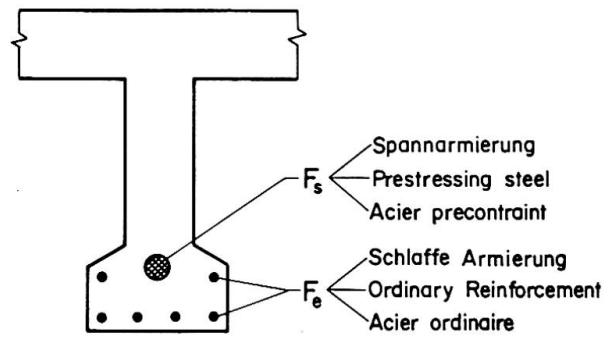 Spannarmierung
Fs Prestressing steel
Acier precontraint
Schlaffe Armierung
Fe Ordinary Reinforcement
Acier ordinaire